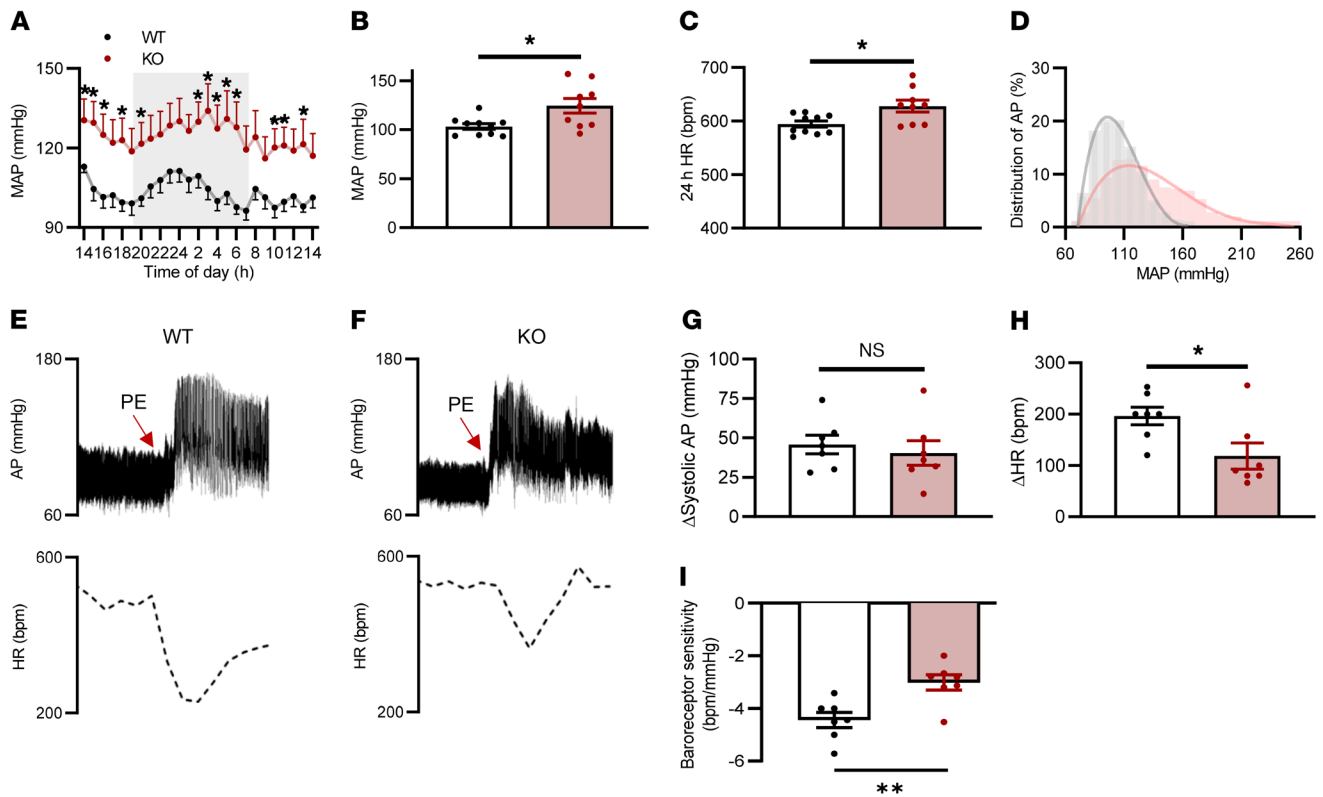 A
WT
KO
150
120
90
MAP (mmHg)
14 16 18 20 22 24 2 4 6 8 10 12 14
Time of day (h)
* * * * * * * * * * * * *
B
*
150
100
50
0
MAP (mmHg)
C
*
700
600
500
400
24 h HR (bpm)
D
30
20
10
0
Distribution of AP (%)
60 110 160 210 260
MAP (mmHg)
E
WT
180
60
AP (mmHg)
PE
600
200
HR (bpm)
F
KO
180
60
AP (mmHg)
PE
600
200
HR (bpm)
G
NS
100
75
50
25
0
ΔSystolic AP (mmHg)
H
*
300
200
100
0
ΔHR (bpm)
I
0
-2
-4
-6
Baroreceptor sensitivity
(bpm/mmHg)
**